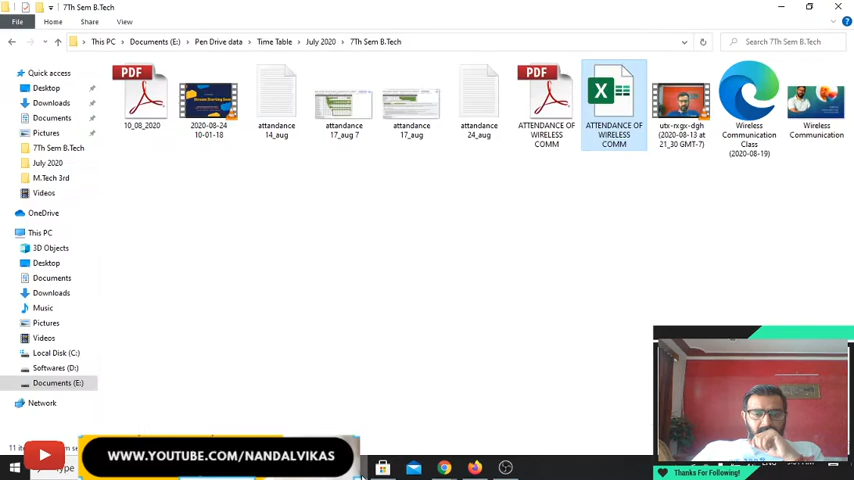 7Th Sem B.Tech
File
Home
Share
View
This PC
Documents (E:)
Pen Drive data
Time Table
July 2020
7Th Sem B.Tech
Search 7Th Sem B.Tech
Quick access
Desktop
Downloads
Documents
Pictures
7Th Sem B.Tech
July 2020
M.Tech 3rd
Videos
OneDrive
This PC
3D Objects
Desktop
Documents
Downloads
Music
Pictures
Videos
Local Disk (C:)
Softwares (D:)
Documents (E:)
Network
PDF
10_08_2020
2020-08-24
10-01-18
attandance
14_aug
attandance
17_aug 7
attandance
17_aug
attandance
24_aug
PDF
ATTENDANCE OF
WIRELESS
COMM
X
ATTENDANCE OF
WIRELESS
COMM
utx-rxgx-dgh
(2020-08-13 at
21_30 GMT-7)
Wireless
Communication
Class
(2020-08-19)
Wireless
Communication
WWW.YOUTUBE.COM/NANDALVIKAS
Thanks For Following!